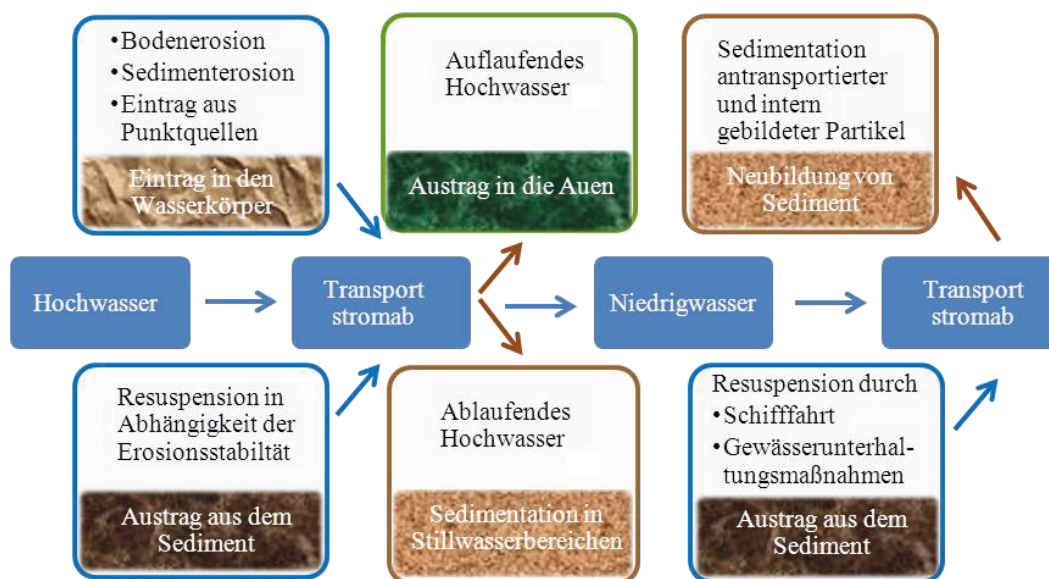 •Bodenerosion
•Sedimenterosion
•Eintrag aus
Punktquellen
Eintrag in den
Wasserkörper
Auflaufendes
Hochwasser
Austrag in die Auen
Sedimentation
antransportierter
und intern
gebildeter Partikel
Neubildung von
Sediment
Hochwasser
Transport
stromab
Niedrigwasser
Transport
stromab
Resuspension in
Abhängigkeit der
Erosionsstabiltät
Austrag aus dem
Sediment
Ablaufendes
Hochwasser
Sedimentation in
Stillwasserbereichen
Resuspension durch
•Schifffahrt
•Gewässerunterhal-
tungsmaßnahmen
Austrag aus dem
Sediment